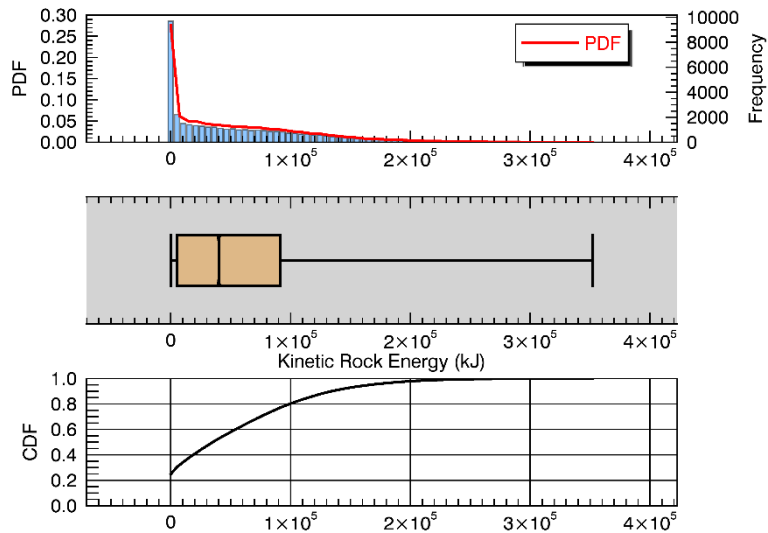 0.30
0.25
0.20
0.15
0.10
0.05
0.00
PDF
PDF
10000
8000
6000
4000
2000
0
Frequency
0 1×10⁵ 2×10⁵ 3×10⁵ 4×10⁵
0 1×10⁵ 2×10⁵ 3×10⁵ 4×10⁵
Kinetic Rock Energy (kJ)
1.0
0.8
0.6
0.4
0.2
0.0
CDF
0 1×10⁵ 2×10⁵ 3×10⁵ 4×10⁵